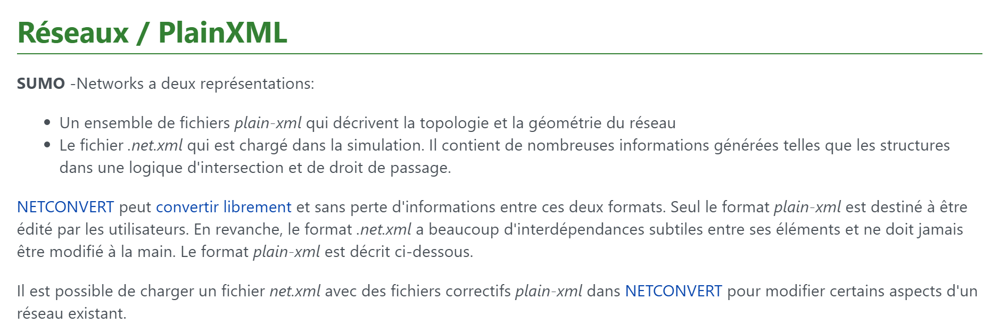 Réseaux / PlainXML
SUMO -Networks a deux représentations:
• Un ensemble de fichiers plain-xml qui décrivent la topologie et la géométrie du réseau
• Le fichier .net.xml qui est chargé dans la simulation. Il contient de nombreuses informations générées telles que les structures
dans une logique d'intersection et de droit de passage.
NETCONVERT peut convertir librement et sans perte d'informations entre ces deux formats. Seul le format plain-xml est destiné à être
édité par les utilisateurs. En revanche, le format .net.xml a beaucoup d'interdépendances subtiles entre ses éléments et ne doit jamais
être modifié à la main. Le format plain-xml est décrit ci-dessous.
Il est possible de charger un fichier net.xml avec des fichiers correctifs plain-xml dans NETCONVERT pour modifier certains aspects d'un
réseau existant.